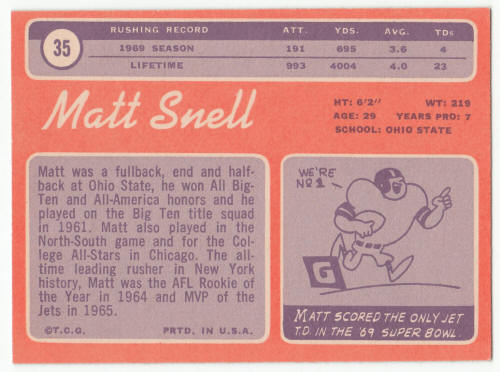 35
RUSHING RECORD ATT. YDS. AVG. TDs
1969 SEASON 191 695 3.6 4
LIFETIME 993 4004 4.0 23
Matt Snell
HT: 6'2" WT: 219
AGE: 29 YEARS PRO: 7
SCHOOL: OHIO STATE
Matt was a fullback, end and half-
back at Ohio State, he won All Big-
Ten and All-America honors and he
played on the Big Ten title squad
in 1961. Matt also played in the
North-South game and for the Col-
lege All-Stars in Chicago. The all-
time leading rusher in New York
history, Matt was the AFL Rookie of
the Year in 1964 and MVP of the
Jets in 1965.
©T.C.G. PRTD. IN U.S.A.
WE'RE
NO 1
G
MATT SCORED THE ONLY JET
T.D. IN THE '69 SUPER BOWL.